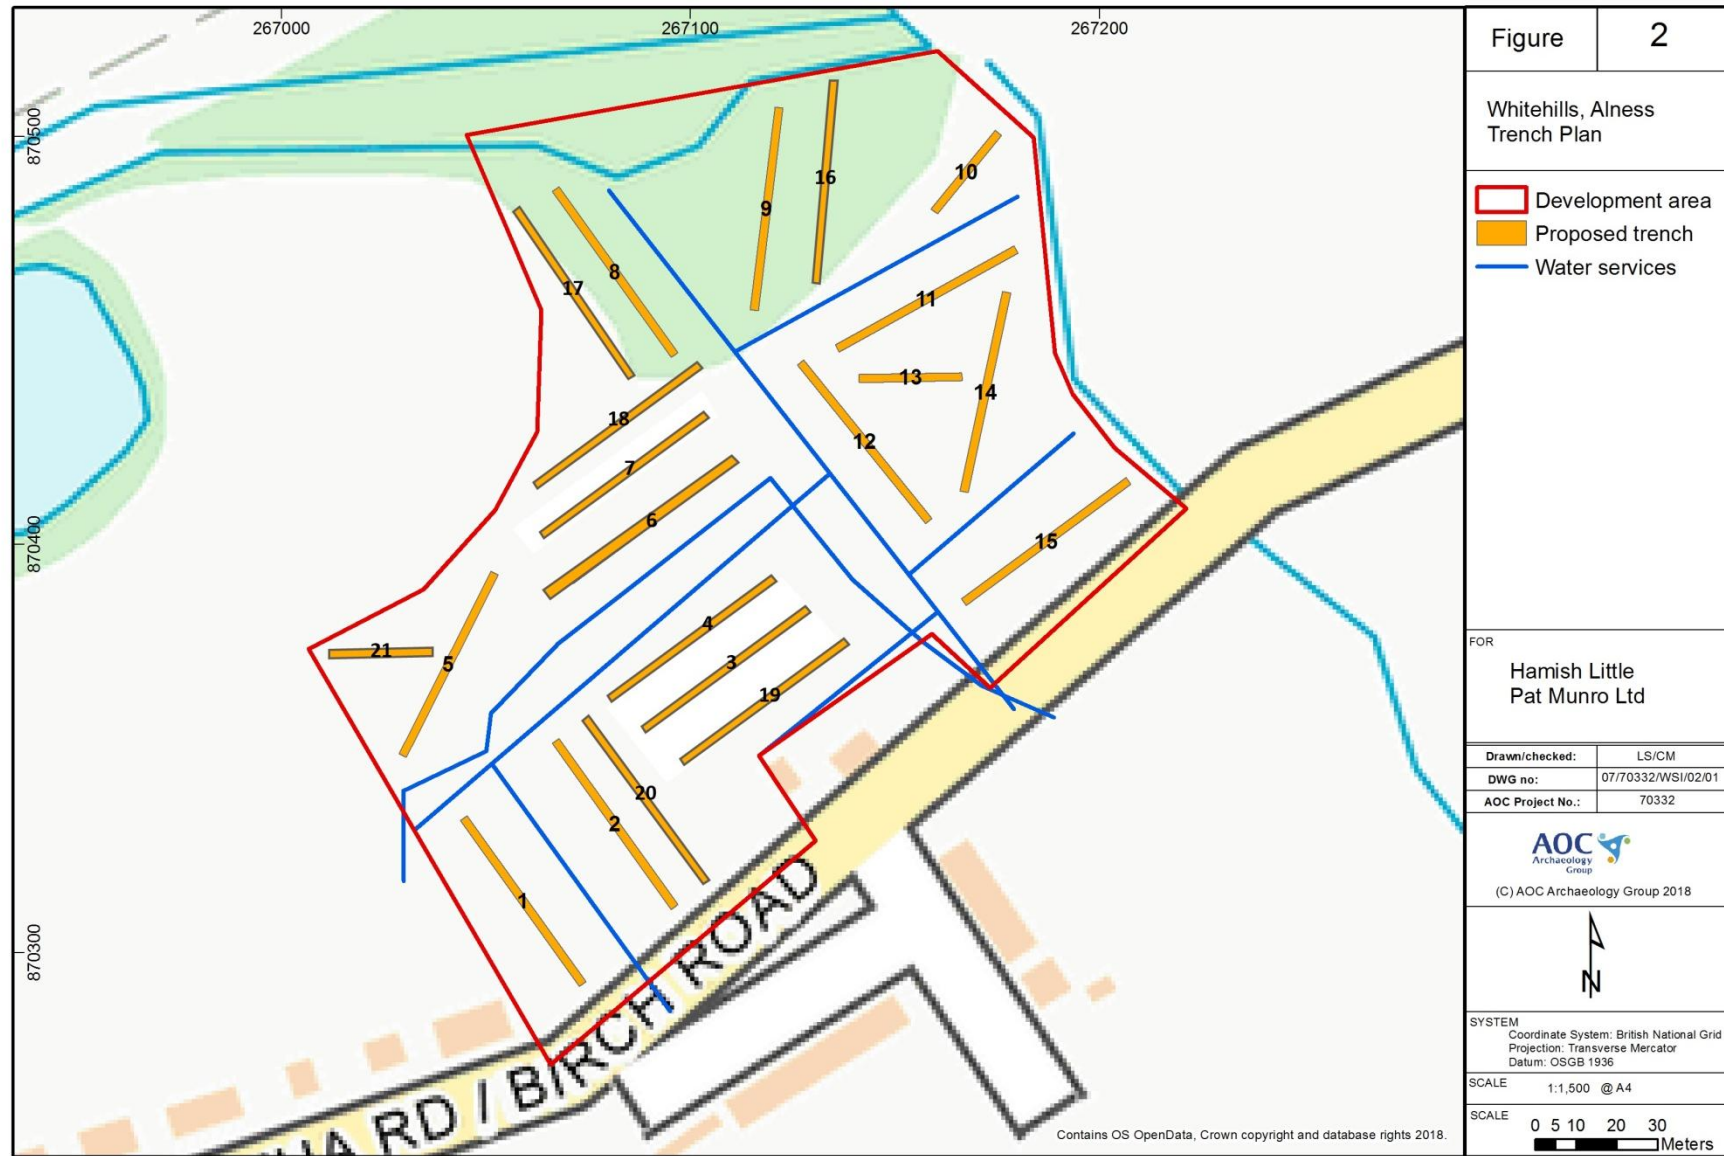 267000
267100
267200
870500
870400
870300
16
10
9
8
17
11
13
14
18
12
7
6
15
4
3
21
5
19
20
2
1
UA RD / BIRCH ROAD
Contains OS OpenData, Crown copyright and database rights 2018.
Figure 2
Whitehills, Alness
Trench Plan
Development area
Proposed trench
Water services
FOR
Hamish Little
Pat Munro Ltd
Drawn/checked: LS/CM
DWG no: 07/70332/WSI/02/01
AOC Project No.: 70332
AOC
Archaeology
Group
(C) AOC Archaeology Group 2018
N
SYSTEM
Coordinate System: British National Grid
Projection: Transverse Mercator
Datum: OSGB 1936
SCALE 1:1,500 @ A4
SCALE
0 5 10 20 30
Meters